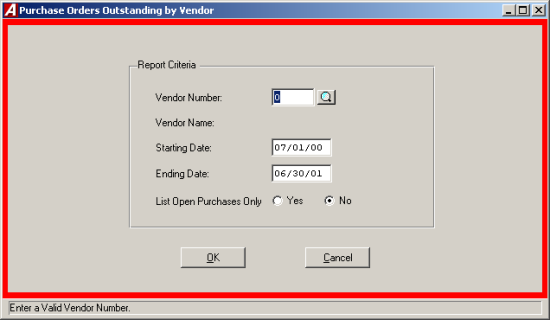 A Purchase Orders Outstanding by Vendor
Report Criteria
Vendor Number: 0
Vendor Name:
Starting Date: 07/01/00
Ending Date: 06/30/01
List Open Purchases Only Yes No
OK Cancel
Enter a Valid Vendor Number.